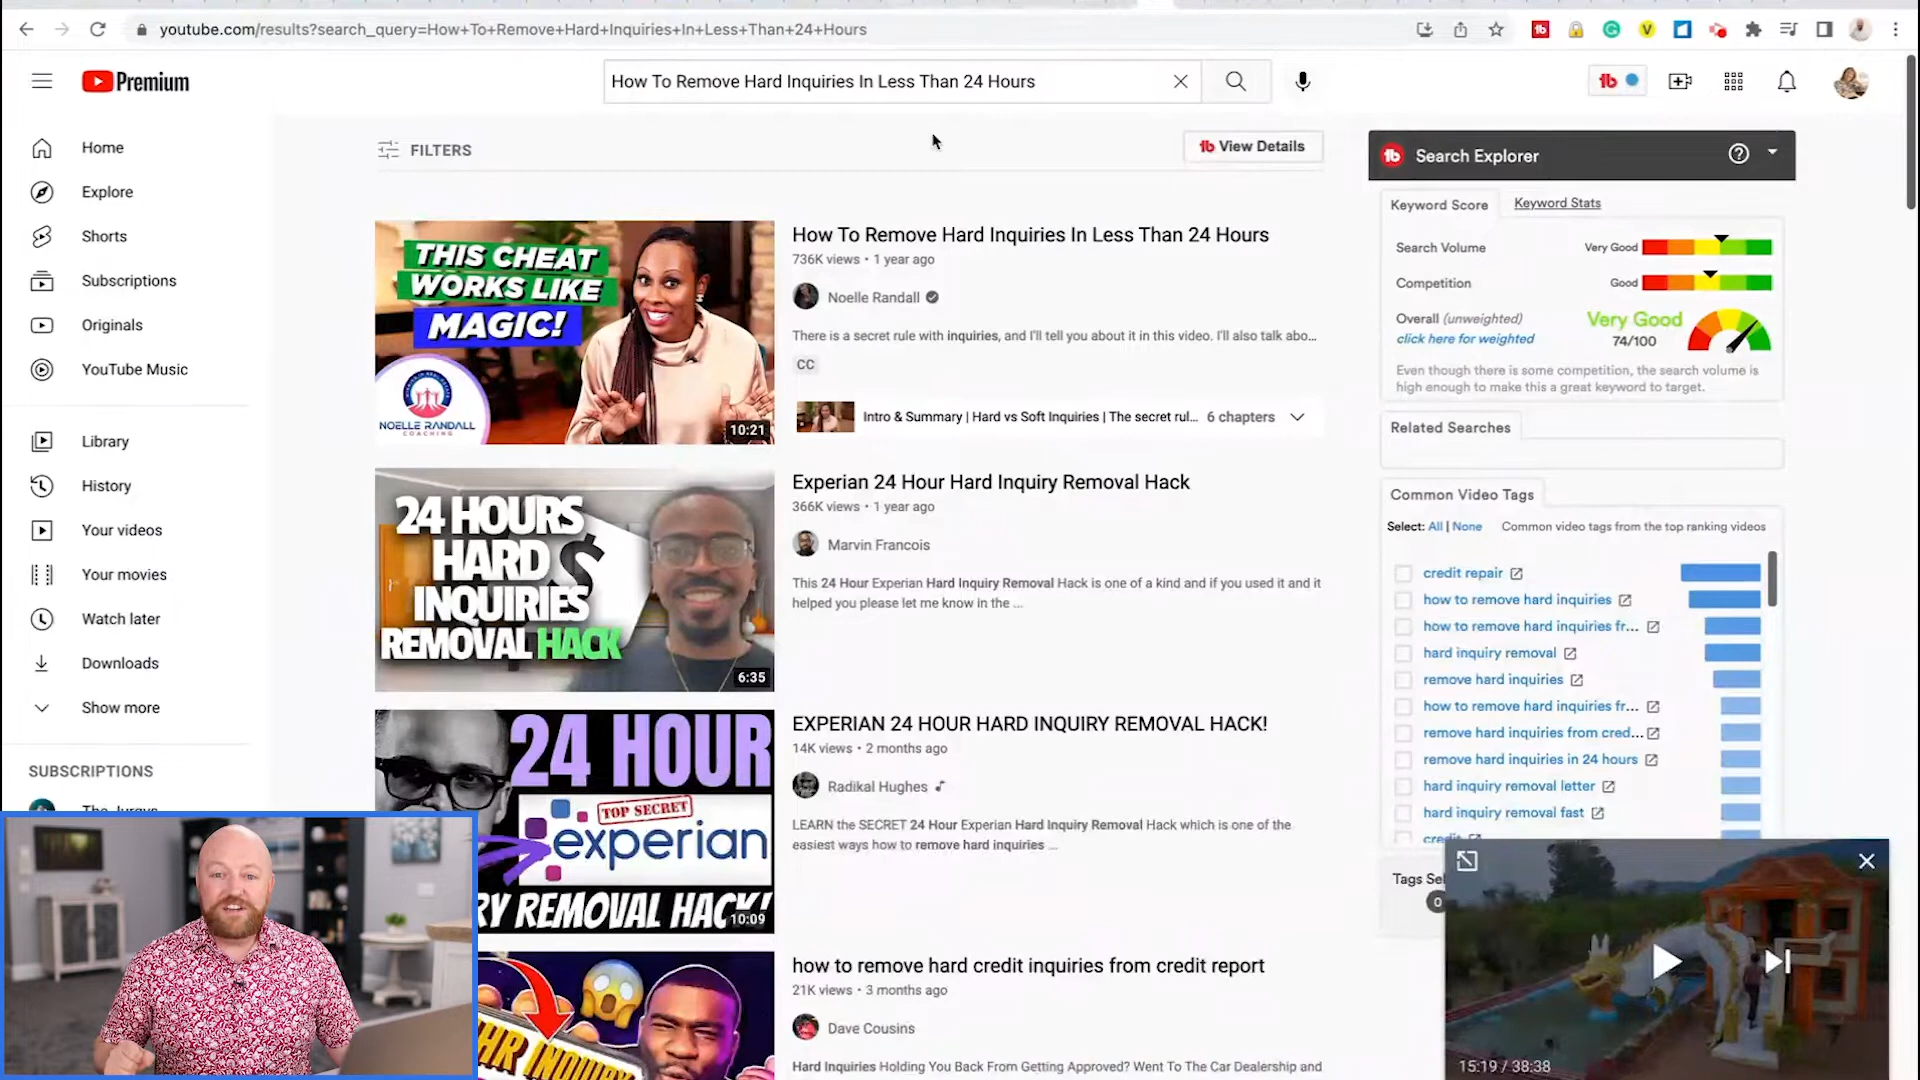 youtube.com/results?search_query=How+To+Remove+Hard+Inquiries+In+Less+Than+24+Hours
Premium
How To Remove Hard Inquiries In Less Than 24 Hours
Home
Explore
Shorts
Subscriptions
Originals
YouTube Music
Library
History
Your videos
Your movies
Watch later
Downloads
Show more
SUBSCRIPTIONS
FILTERS
View Details
THIS CHEAT
WORKS LIKE
MAGIC!
NOELLE RANDALL
COACHING
10:21
How To Remove Hard Inquiries In Less Than 24 Hours
736K views • 1 year ago
Noelle Randall
There is a secret rule with inquiries, and I'll tell you about it in this video. I'll also talk abo...
CC
Intro & Summary | Hard vs Soft Inquiries | The secret rul...
6 chapters
24 HOURS
HARD
INQUIRIES
REMOVAL HACK
6:35
Experian 24 Hour Hard Inquiry Removal Hack
366K views • 1 year ago
Marvin Francois
This 24 Hour Experian Hard Inquiry Removal Hack is one of a kind and if you used it and it
helped you please let me know in the ...
24 HOUR
TOP SECRET
experian
RY REMOVAL HACK!
10:09
EXPERIAN 24 HOUR HARD INQUIRY REMOVAL HACK!
14K views • 2 months ago
Radikal Hughes
LEARN the SECRET 24 Hour Experian Hard Inquiry Removal Hack which is one of the
easiest ways how to remove hard inquiries ...
HR INQUIRY
how to remove hard credit inquiries from credit report
21K views • 3 months ago
Dave Cousins
Hard Inquiries Holding You Back From Getting Approved? Went To The Car Dealership and
Search Explorer
Keyword Score
Keyword Stats
Search Volume
Very Good
Competition
Good
Overall (unweighted)
click here for weighted
Very Good
74/100
Even though there is some competition, the search volume is
high enough to make this a great keyword to target.
Related Searches
Common Video Tags
Select: All | None
Common video tags from the top ranking videos
credit repair
how to remove hard inquiries
how to remove hard inquiries fr...
hard inquiry removal
remove hard inquiries
how to remove hard inquiries fr...
remove hard inquiries from cred...
remove hard inquiries in 24 hours
hard inquiry removal letter
hard inquiry removal fast
credit
Tags Sel
0
15:19 / 38:38